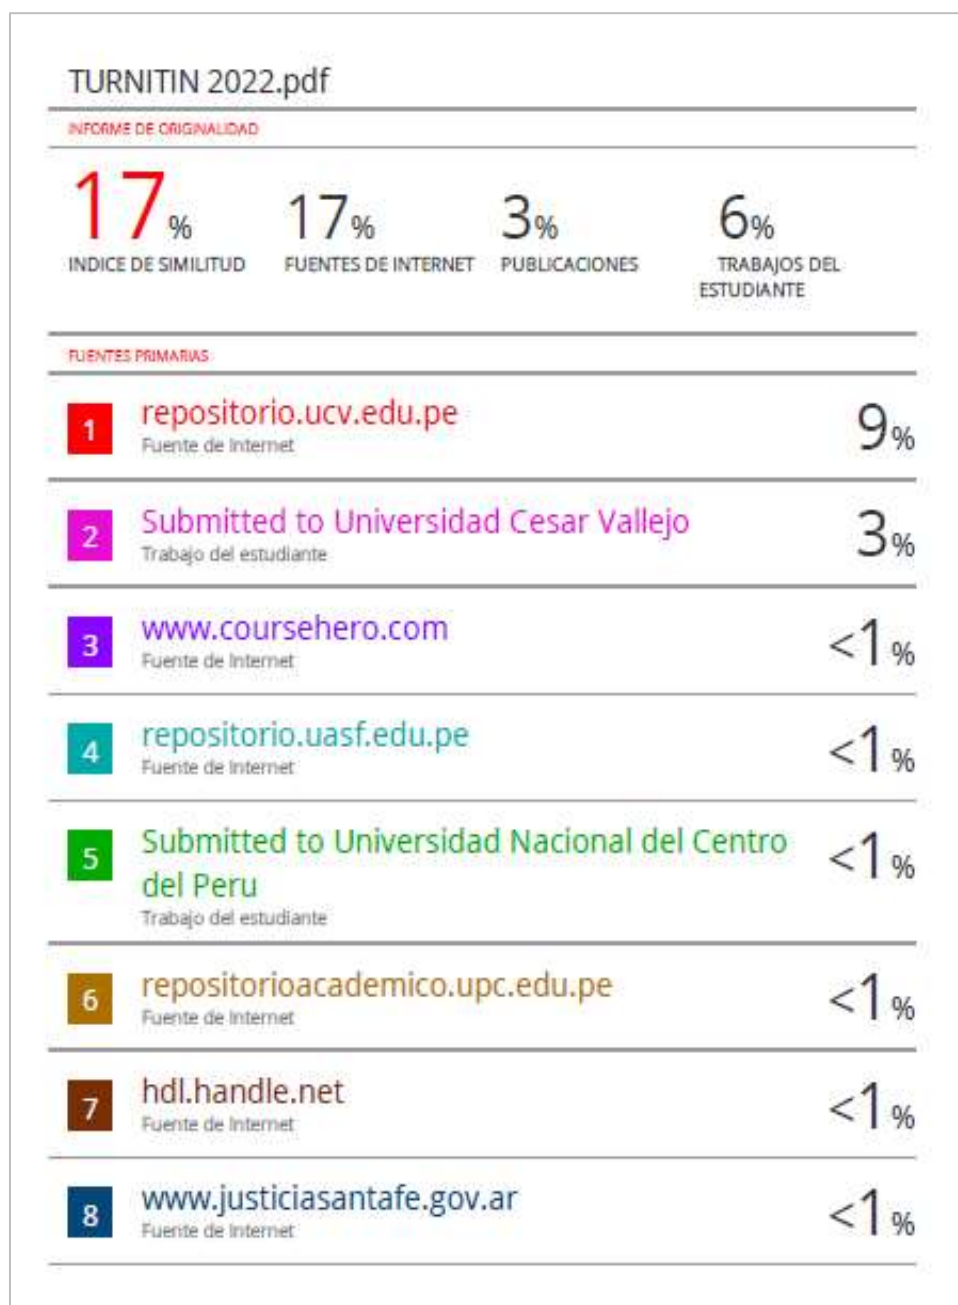 TURNITIN 2022.pdf
INFORME DE ORIGINALIDAD
17% 17% 3% 6%
INDICE DE SIMILITUD FUENTES DE INTERNET PUBLICACIONES TRABAJOS DEL
ESTUDIANTE
FUENTES PRIMARIAS
1 repositorio.ucv.edu.pe 9%
Fuente de Internet
2 Submitted to Universidad Cesar Vallejo 3%
Trabajo del estudiante
3 www.coursehero.com <1%
Fuente de Internet
4 repositorio.uasf.edu.pe <1%
Fuente de Internet
5 Submitted to Universidad Nacional del Centro <1%
del Peru
Trabajo del estudiante
6 repositorioacademico.upc.edu.pe <1%
Fuente de Internet
7 hdl.handle.net <1%
Fuente de Internet
8 www.justiciasantafe.gov.ar <1%
Fuente de Internet